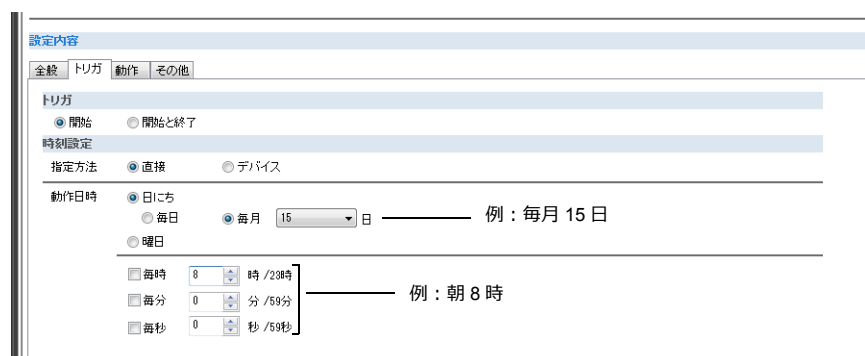 設定内容
全般 トリガ 動作 その他
トリガ
開始 開始と終了
時刻設定
指定方法 直接 デバイス
動作日時 日にち
毎日 毎月 15 日 例：毎月 15 日
曜日
毎時 8 時 /23時
毎分 0 分 /59分 例：朝 8 時
毎秒 0 秒 /59秒